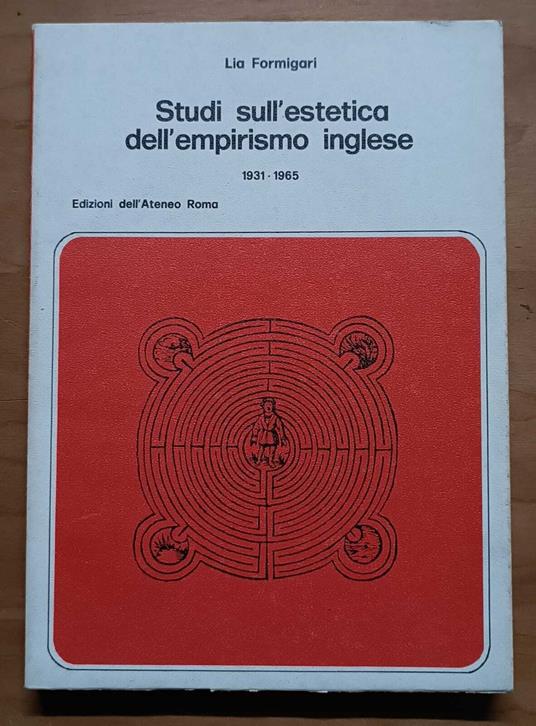 Lia Formigari
Studi sull'estetica
dell'empirismo inglese
1931 - 1965
Edizioni dell'Ateneo Roma